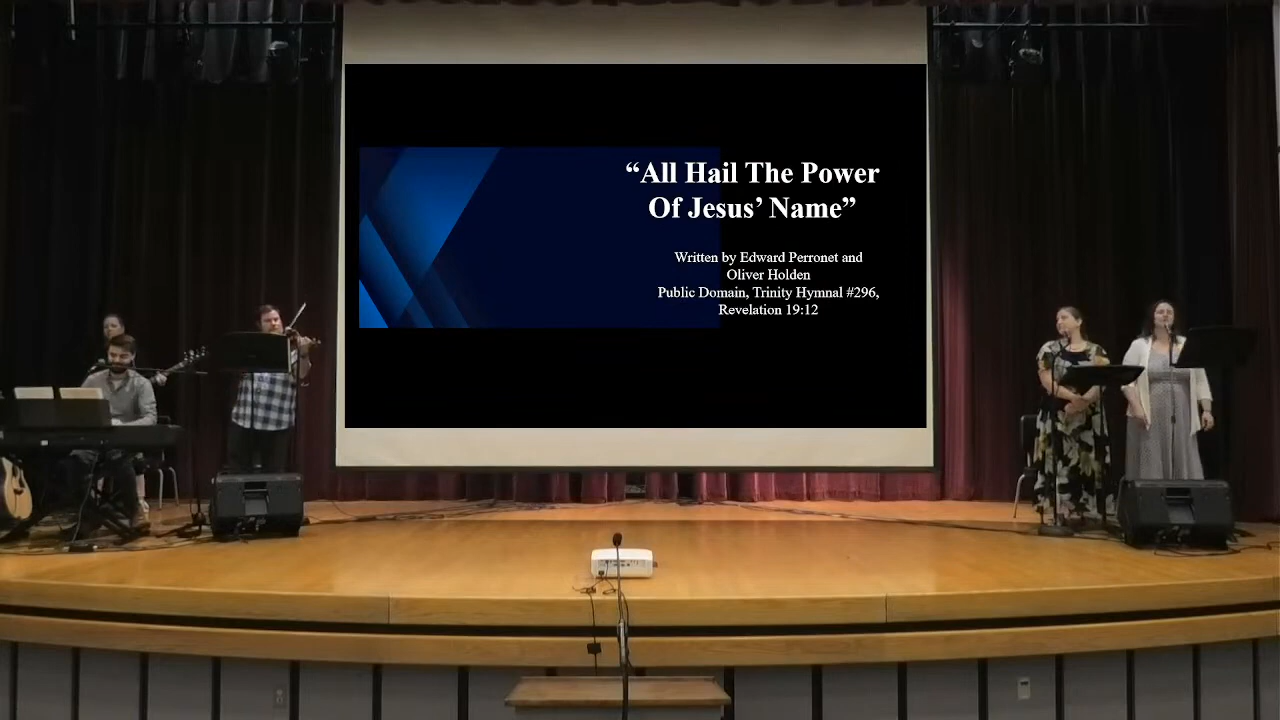 “All Hail The Power
Of Jesus’ Name”
Written by Edward Perronet and
Oliver Holden
Public Domain, Trinity Hymnal #296,
Revelation 19:12